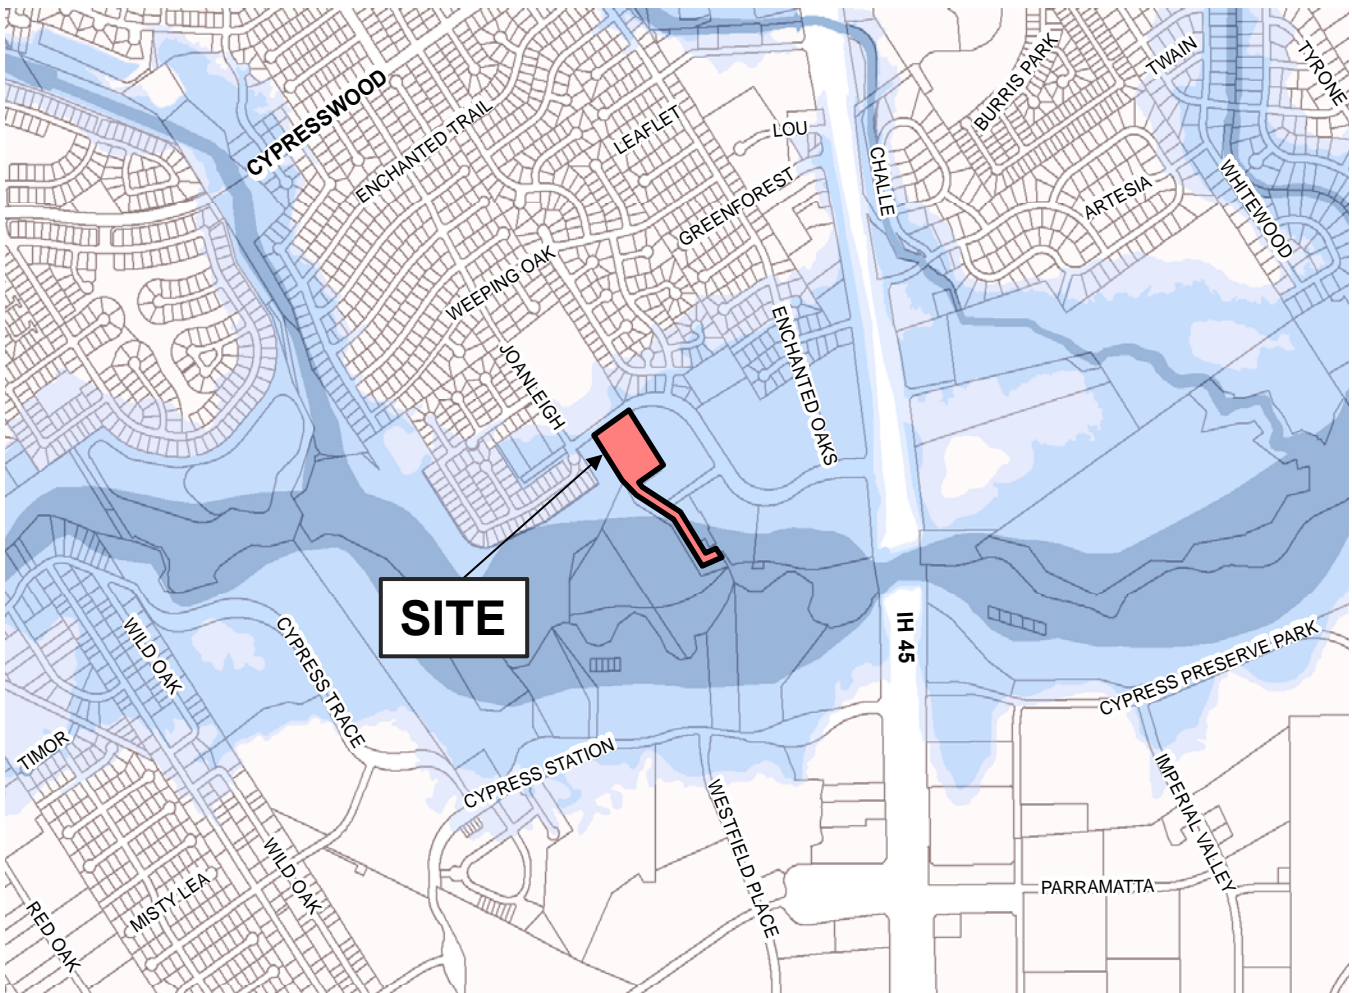 TYRONE
TWAIN
BURRIS PARK
CYPRESSWOOD
ENCHANTED TRAIL
LEAFLET
LOU
CHALLE
GREENFOREST
ARTESIA
WHITEWOOD
WEEPING OAK
JOANLEIGH
ENCHANTED OAKS
SITE
IH 45
WILD OAK
CYPRESS TRACE
CYPRESS PRESERVE PARK
TIMOR
CYPRESS STATION
WESTFIELD PLACE
IMPERIAL VALLEY
WILD OAK
MISTY LEA
PARRAMATTA
RED OAK